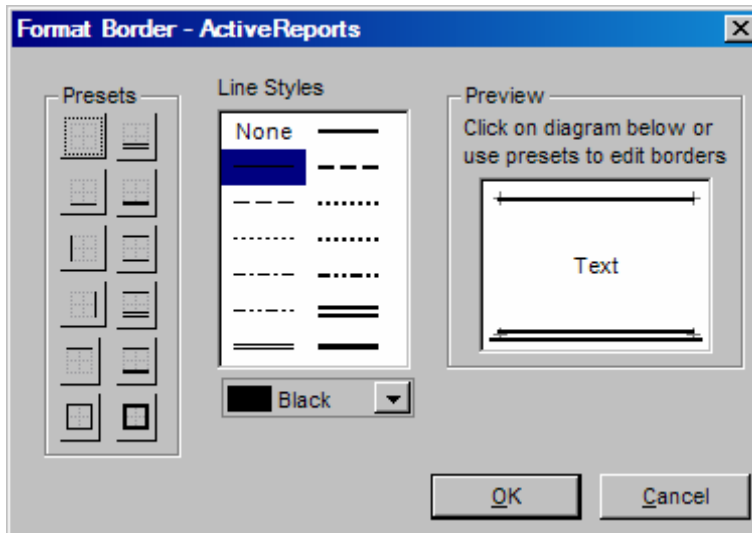 Format Border - ActiveReports
Presets
Line Styles
None
Black
Preview
Click on diagram below or
use presets to edit borders
Text
OK
Cancel